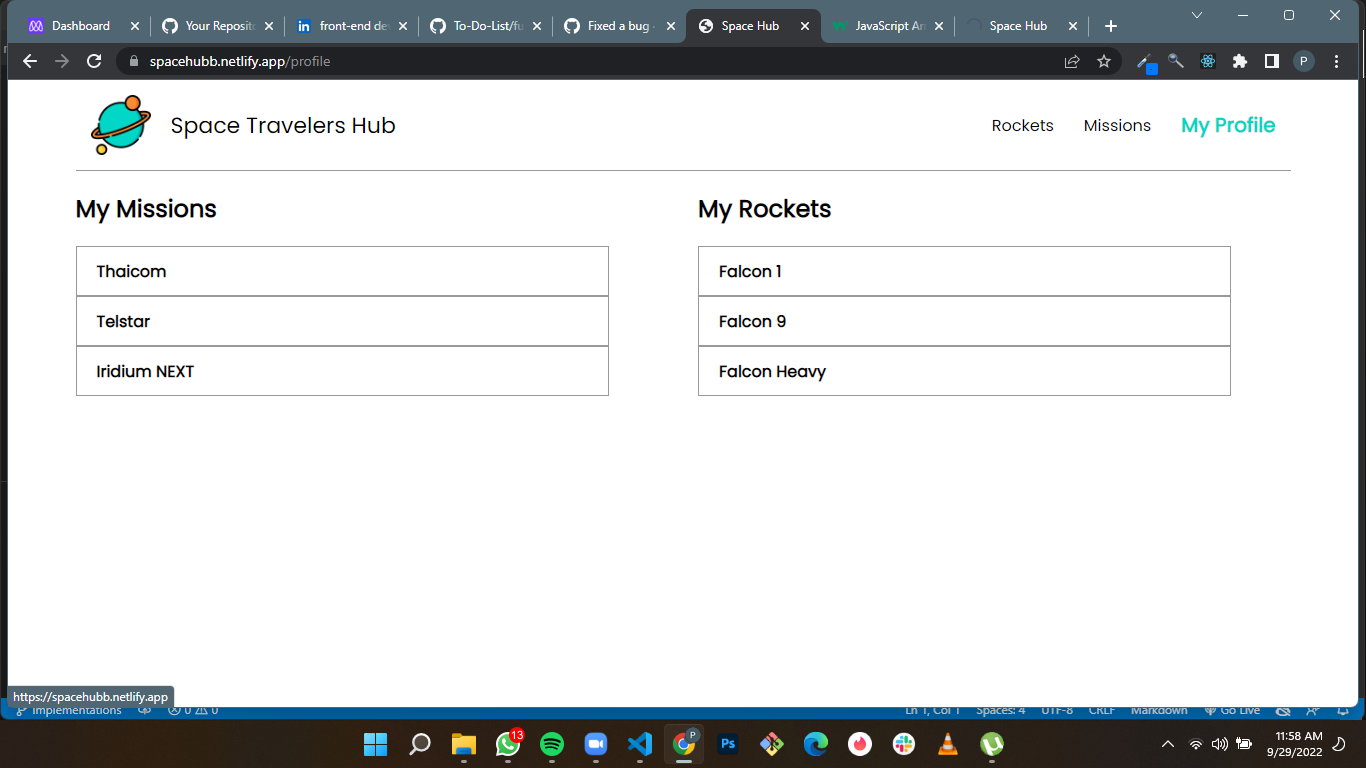 Dashboard
Your Reposito
front-end dev
To-Do-List/fu
Fixed a bug
Space Hub
JavaScript Ar
Space Hub
spacehubb.netlify.app/profile
P
Space Travelers Hub
Rockets
Missions
My Profile
My Missions
Thaicom
Telstar
Iridium NEXT
My Rockets
Falcon 1
Falcon 9
Falcon Heavy
https://spacehubb.netlify.app
Implementations
0 0
Ln 1, Col 1
Spaces: 4
UTF-8
CRLF
Markdown
Go Live
13
P
Ps
11:58 AM
9/29/2022